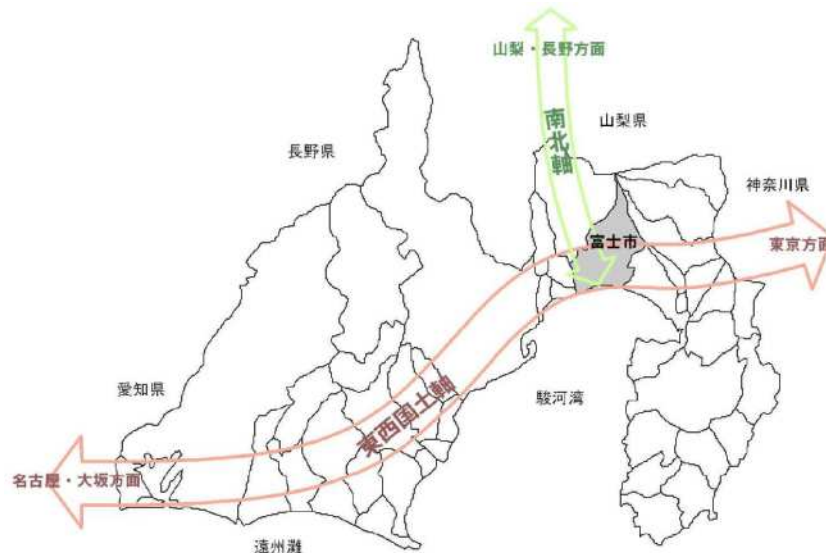 山梨・長野方面
南北軸
山梨県
長野県
神奈川県
富士市
東京方面
愛知県
駿河湾
東西国土軸
名古屋・大坂方面
遠州灘